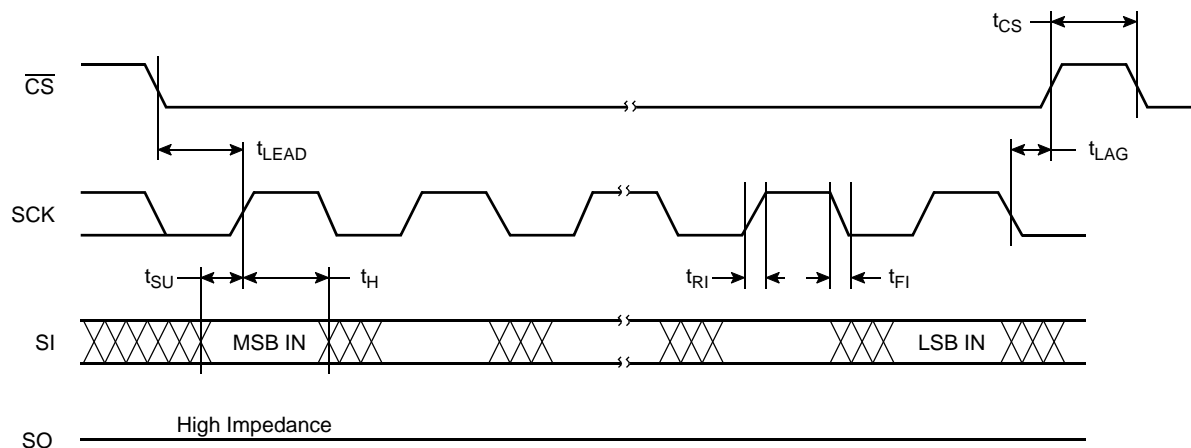 tCS
CS
tLEAD
tLAG
SCK
tSU
tH
tRI
tFI
SI
MSB IN
LSB IN
High Impedance
SO